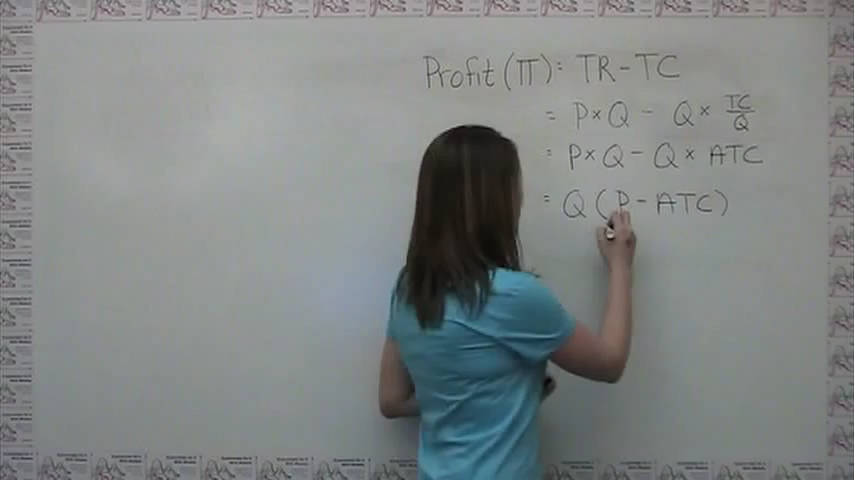 Profit (π): TR - TC
= P × Q - Q × TC/Q
= P × Q - Q × ATC
= Q (P - ATC)